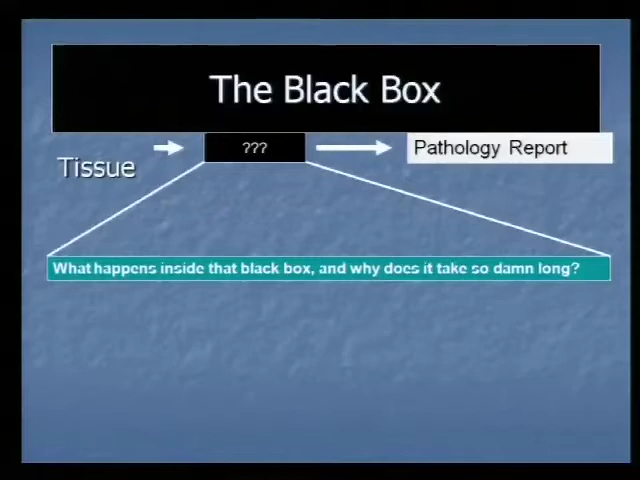 The Black Box
Tissue
???
Pathology Report
What happens inside that black box, and why does it take so damn long?